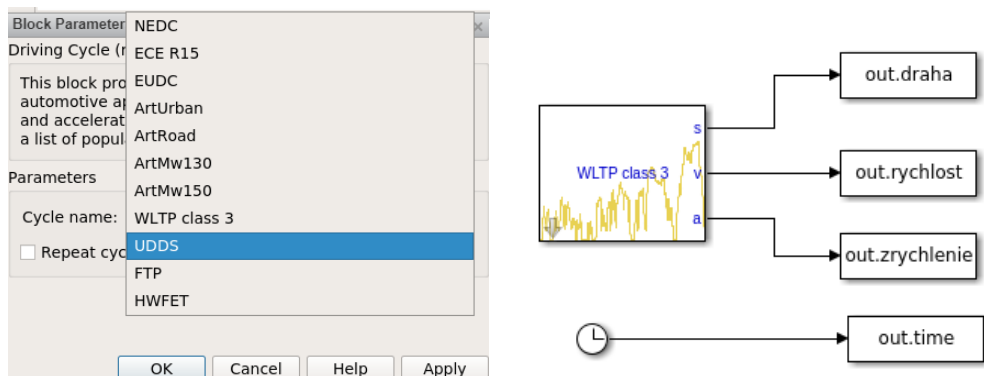 Block Parameter
Driving Cycle (r
This block pro
automotive a
and accelerat
a list of popul
Parameters
Cycle name:
Repeat cyc
NEDC
ECE R15
EUDC
ArtUrban
ArtRoad
ArtMw130
ArtMw150
WLTP class 3
UDDS
FTP
HWFET
OK Cancel Help Apply
WLTP class 3
s
v
a
out.draha
out.rychlost
out.zrychlenie
out.time